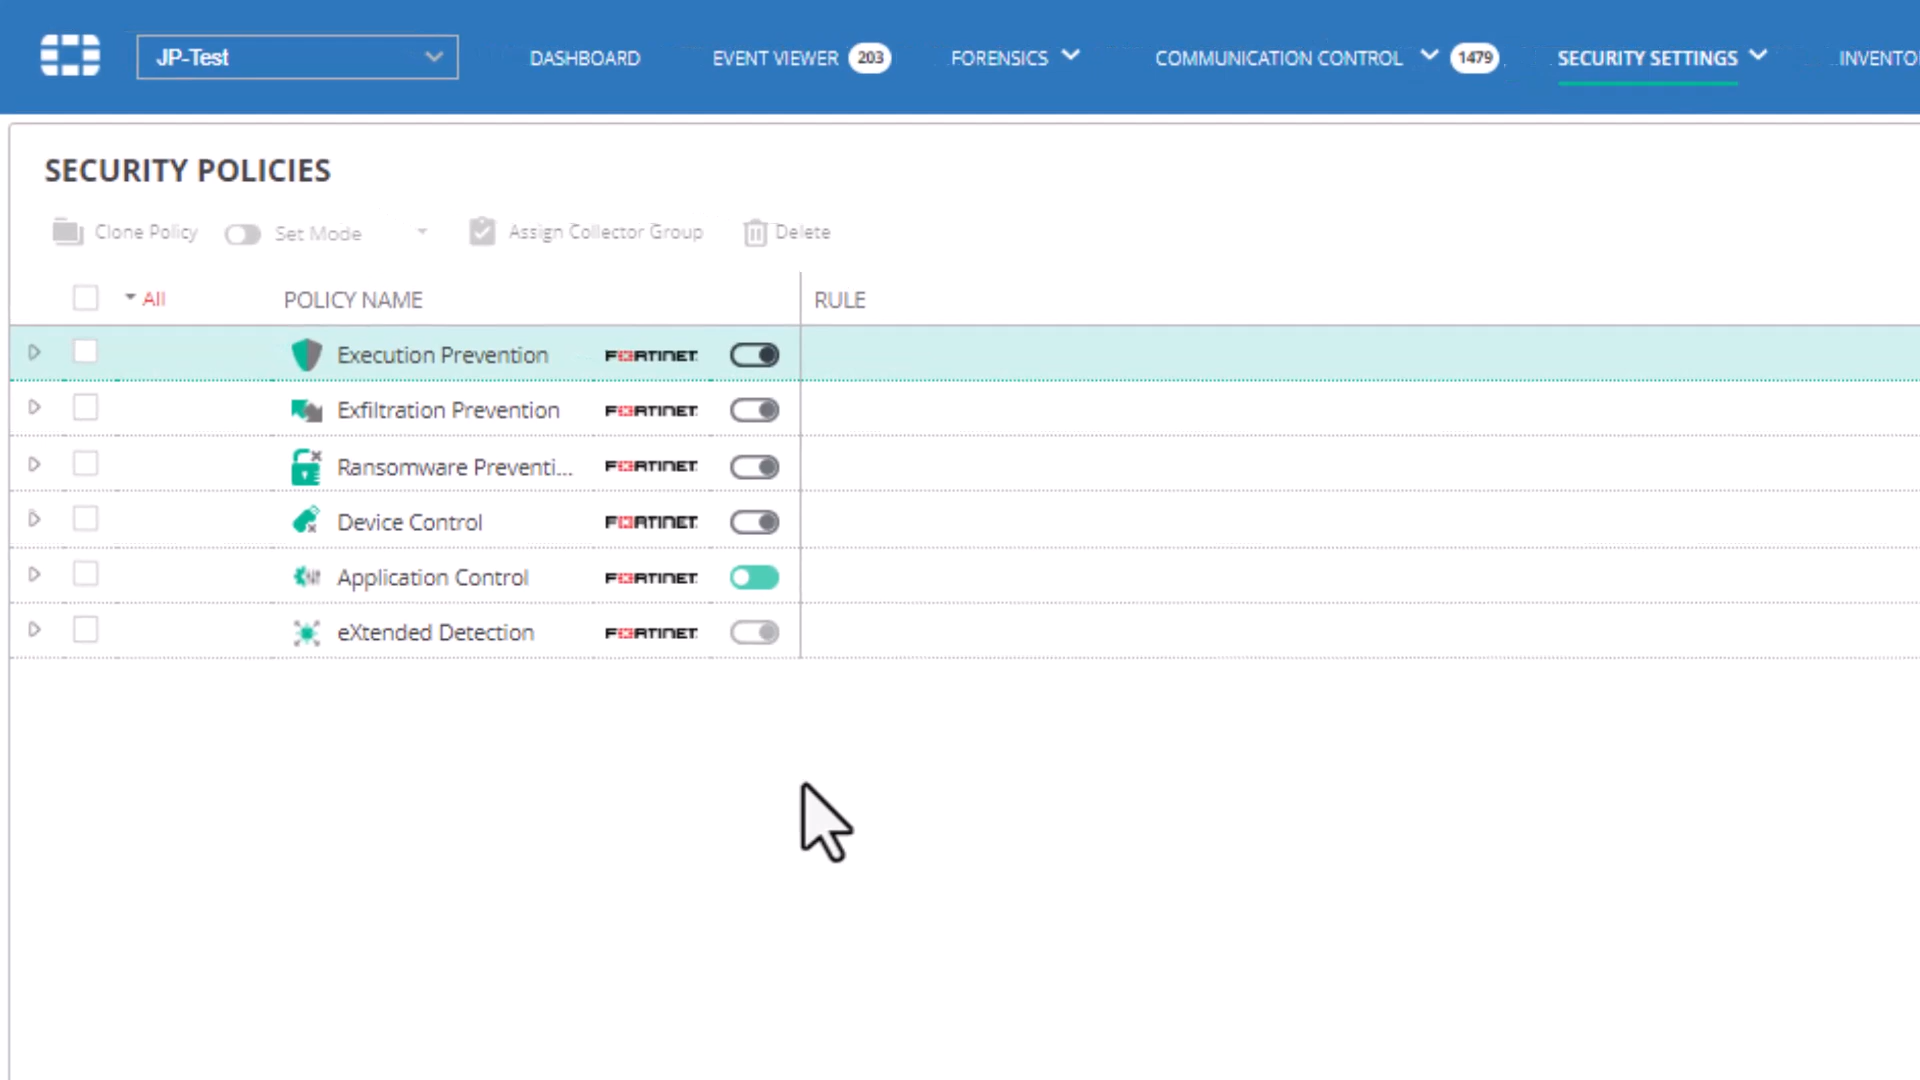 JP-Test DASHBOARD EVENT VIEWER 203 FORENSICS COMMUNICATION CONTROL 1479 SECURITY SETTINGS INVENTO
SECURITY POLICIES
Clone Policy Set Mode Assign Collector Group Delete
All POLICY NAME RULE
Execution Prevention FORTINET
Exfiltration Prevention FORTINET
Ransomware Preventi... FORTINET
Device Control FORTINET
Application Control FORTINET
eXtended Detection FORTINET